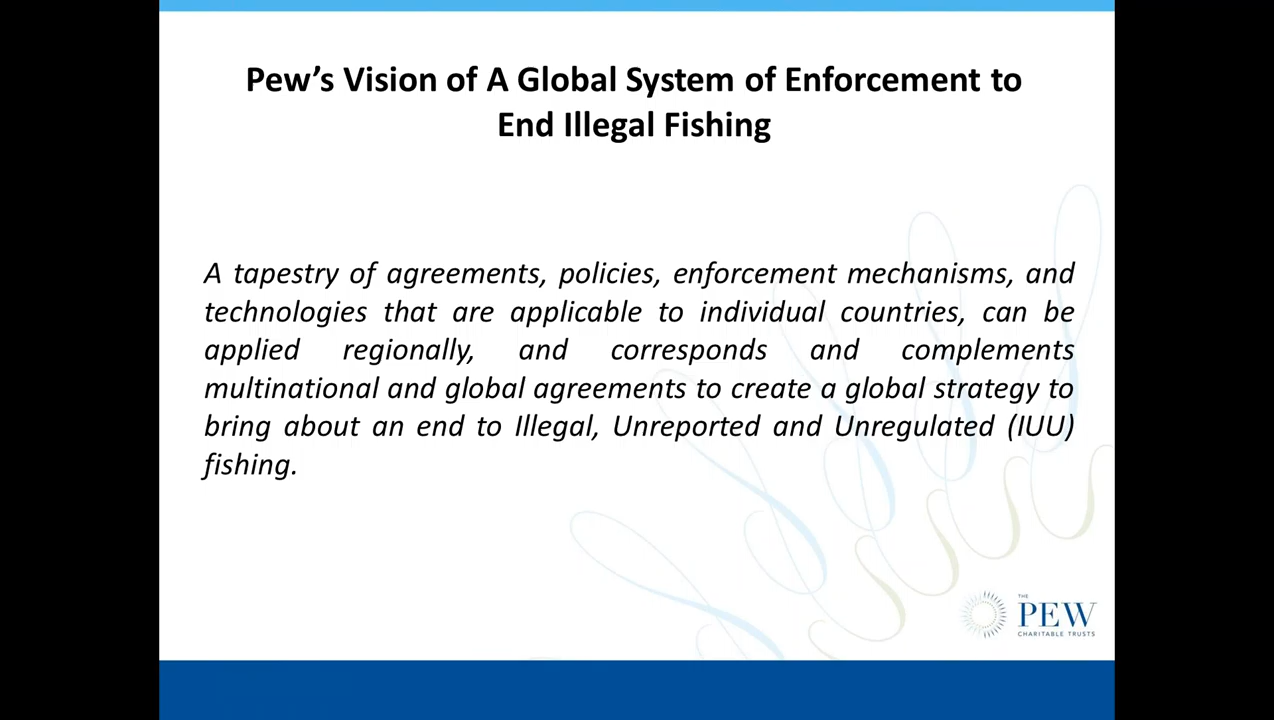 Pew’s Vision of A Global System of Enforcement to
End Illegal Fishing
A tapestry of agreements, policies, enforcement mechanisms, and
technologies that are applicable to individual countries, can be
applied regionally, and corresponds and complements
multinational and global agreements to create a global strategy to
bring about an end to Illegal, Unreported and Unregulated (IUU)
fishing.
THE
PEW
CHARITABLE TRUSTS